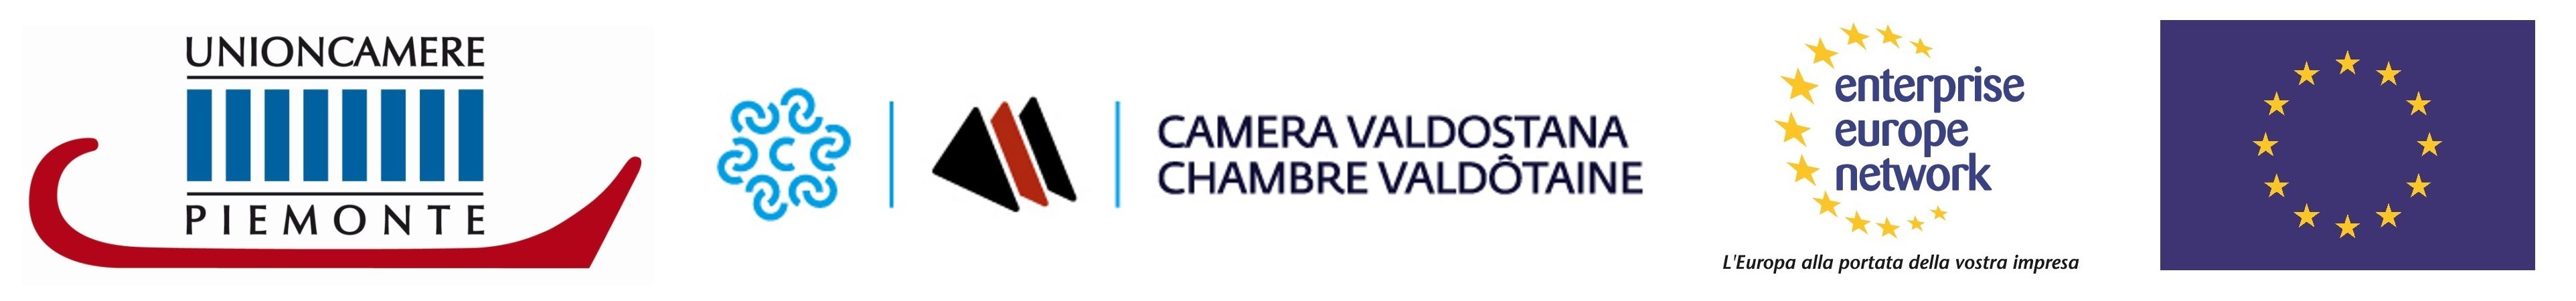 UNIONCAMERE
PIEMONTE
CAMERA VALDOSTANA
CHAMBRE VALDÔTAINE
enterprise
europe
network
L'Europa alla portata della vostra impresa